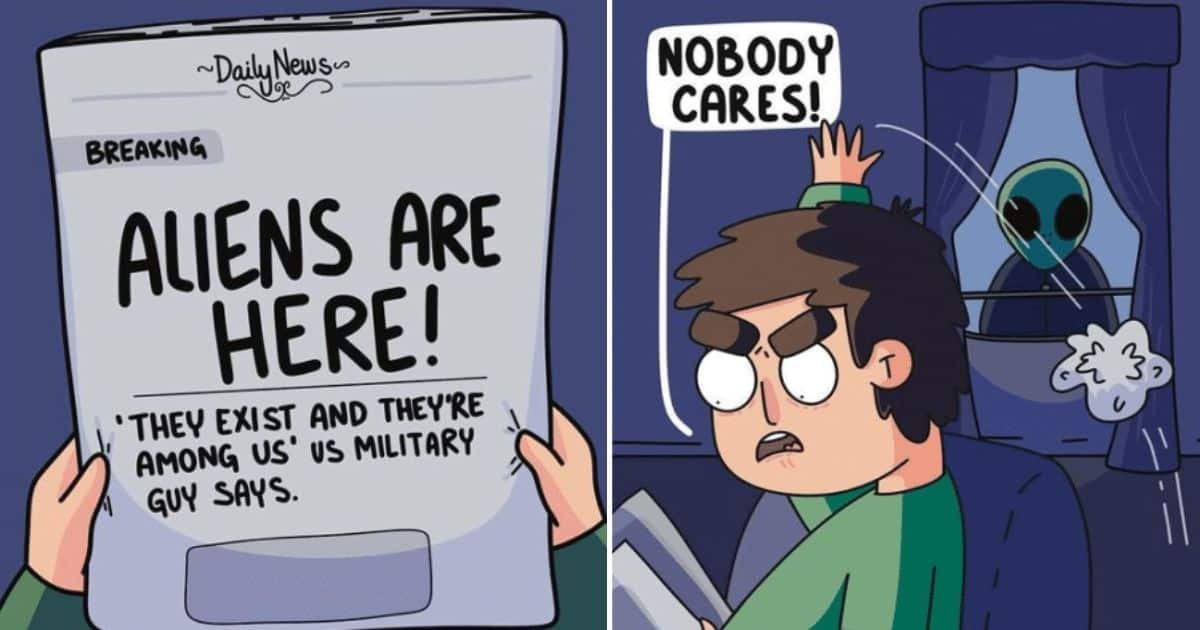 ~Daily News~
BREAKING
ALIENS ARE
HERE!
'THEY EXIST AND THEY'RE
AMONG US' US MILITARY
GUY SAYS.
NOBODY
CARES!